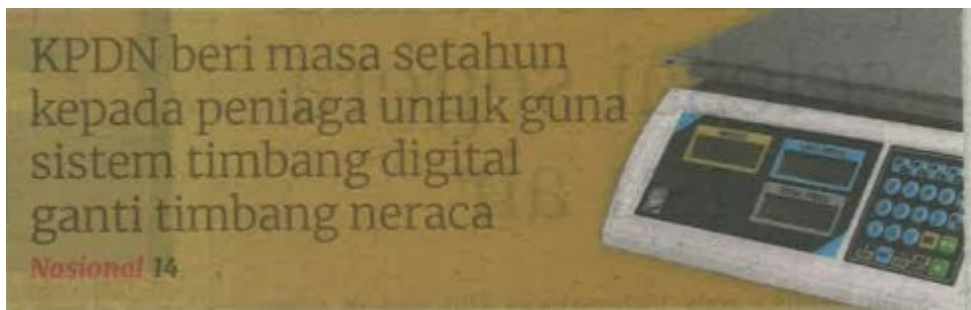 KPDN beri masa setahun
kepada peniaga untuk guna
sistem timbang digital
ganti timbang neraca
Nasional 14